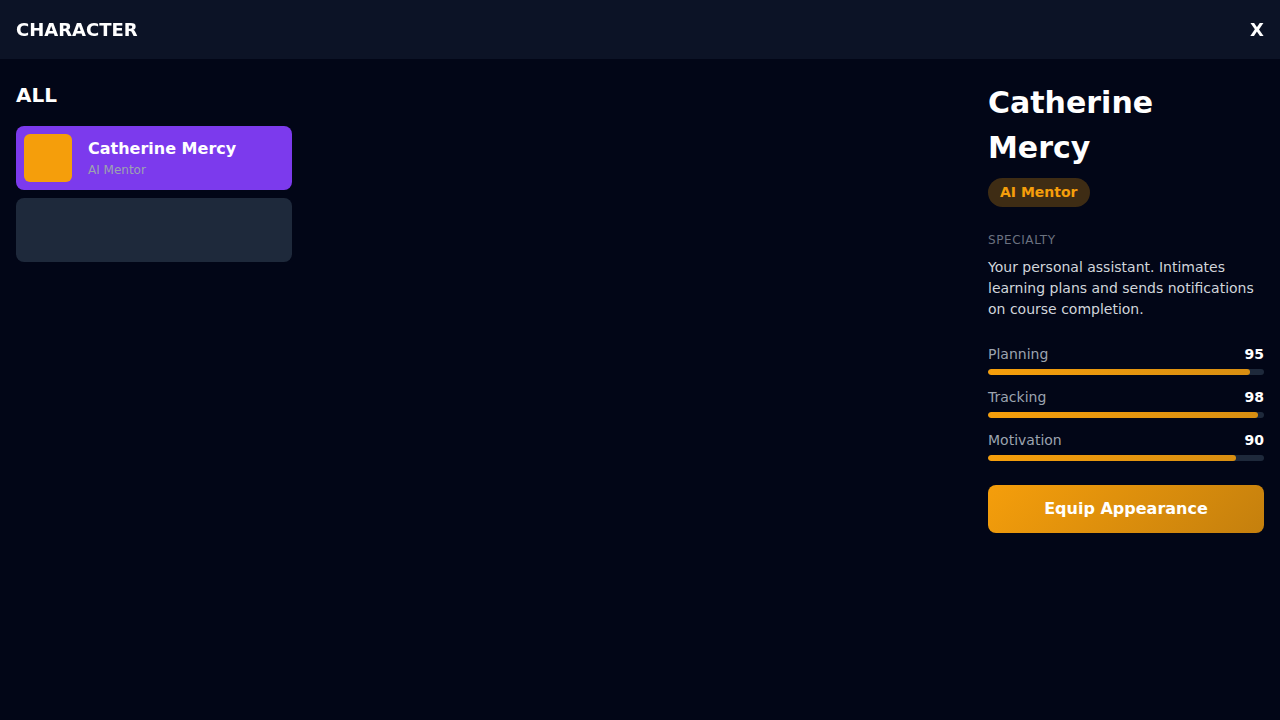 CHARACTER
X
ALL
Catherine Mercy
AI Mentor
Catherine
Mercy
AI Mentor
SPECIALTY
Your personal assistant. Intimates
learning plans and sends notifications
on course completion.
Planning 95
Tracking 98
Motivation 90
Equip Appearance